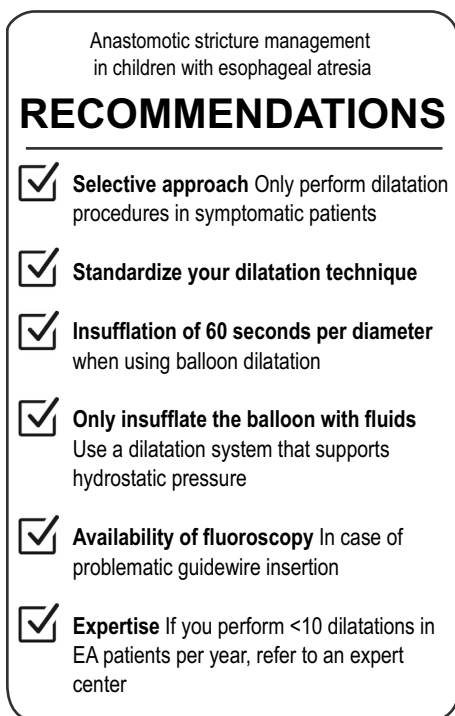 Anastomotic stricture management
in children with esophageal atresia
RECOMMENDATIONS
Selective approach Only perform dilatation
procedures in symptomatic patients
Standardize your dilatation technique
Insufflation of 60 seconds per diameter
when using balloon dilatation
Only insufflate the balloon with fluids
Use a dilatation system that supports
hydrostatic pressure
Availability of fluoroscopy In case of
problematic guidewire insertion
Expertise If you perform <10 dilatations in
EA patients per year, refer to an expert
center